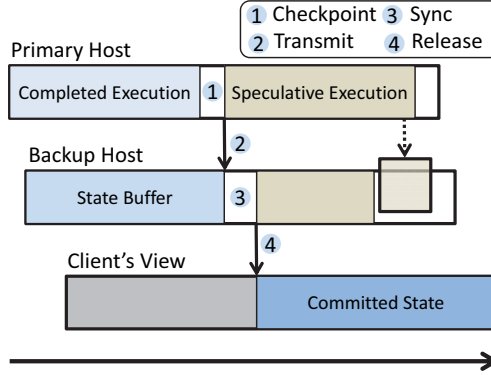 1 Checkpoint 3 Sync
2 Transmit 4 Release
Primary Host
Completed Execution 1 Speculative Execution
2
Backup Host
State Buffer 3
4
Client's View
Committed State